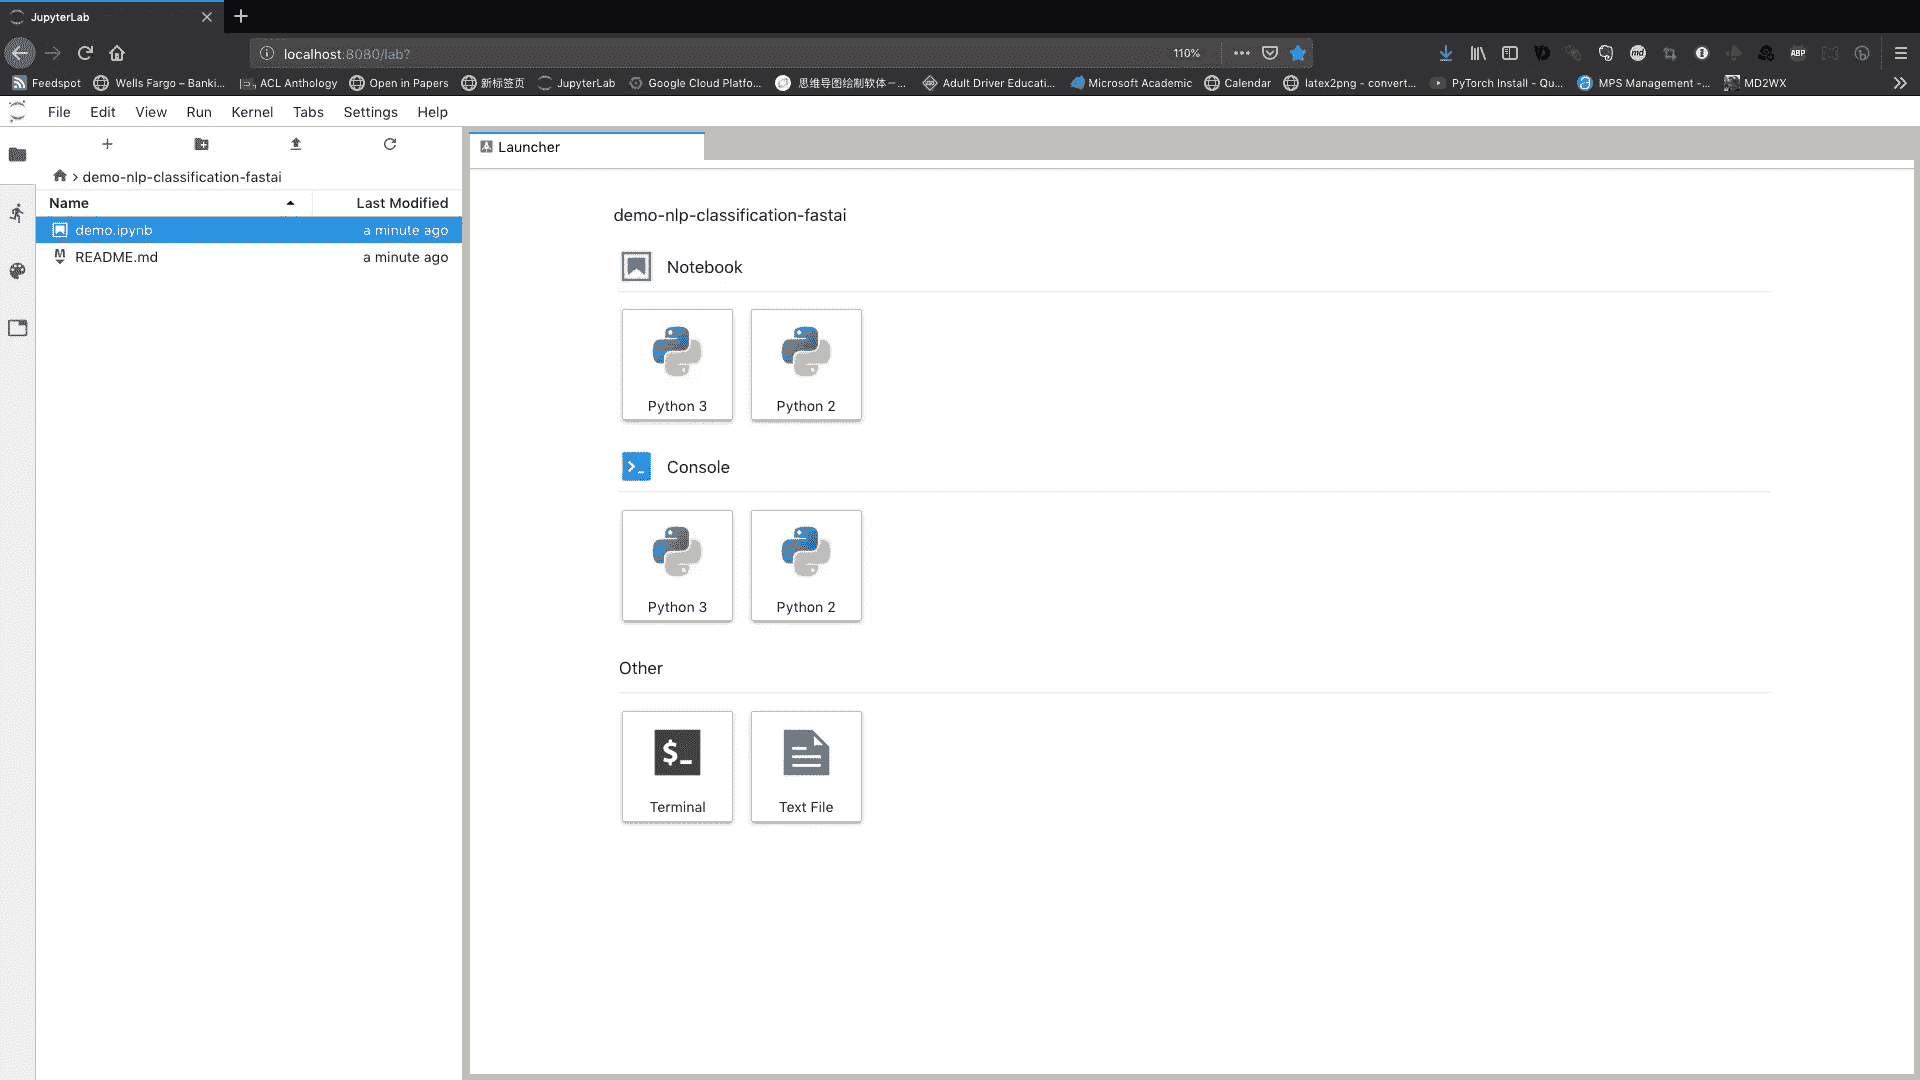 JupyterLab
localhost:8080/lab? 110%
Feedspot Wells Fargo – Banki... ACL Anthology Open in Papers 新标签页 JupyterLab Google Cloud Platfo... 思维导图绘制软体 — ... Adult Driver Educati... Microsoft Academic Calendar latex2png - convert... PyTorch Install - Qu... MPS Management -... MD2WX
File Edit View Run Kernel Tabs Settings Help
Launcher
> demo-nlp-classification-fastai
Name Last Modified
demo.ipynb a minute ago
README.md a minute ago
demo-nlp-classification-fastai
Notebook
Python 3 Python 2
Console
Python 3 Python 2
Other
$_
Terminal Text File
md
ABP